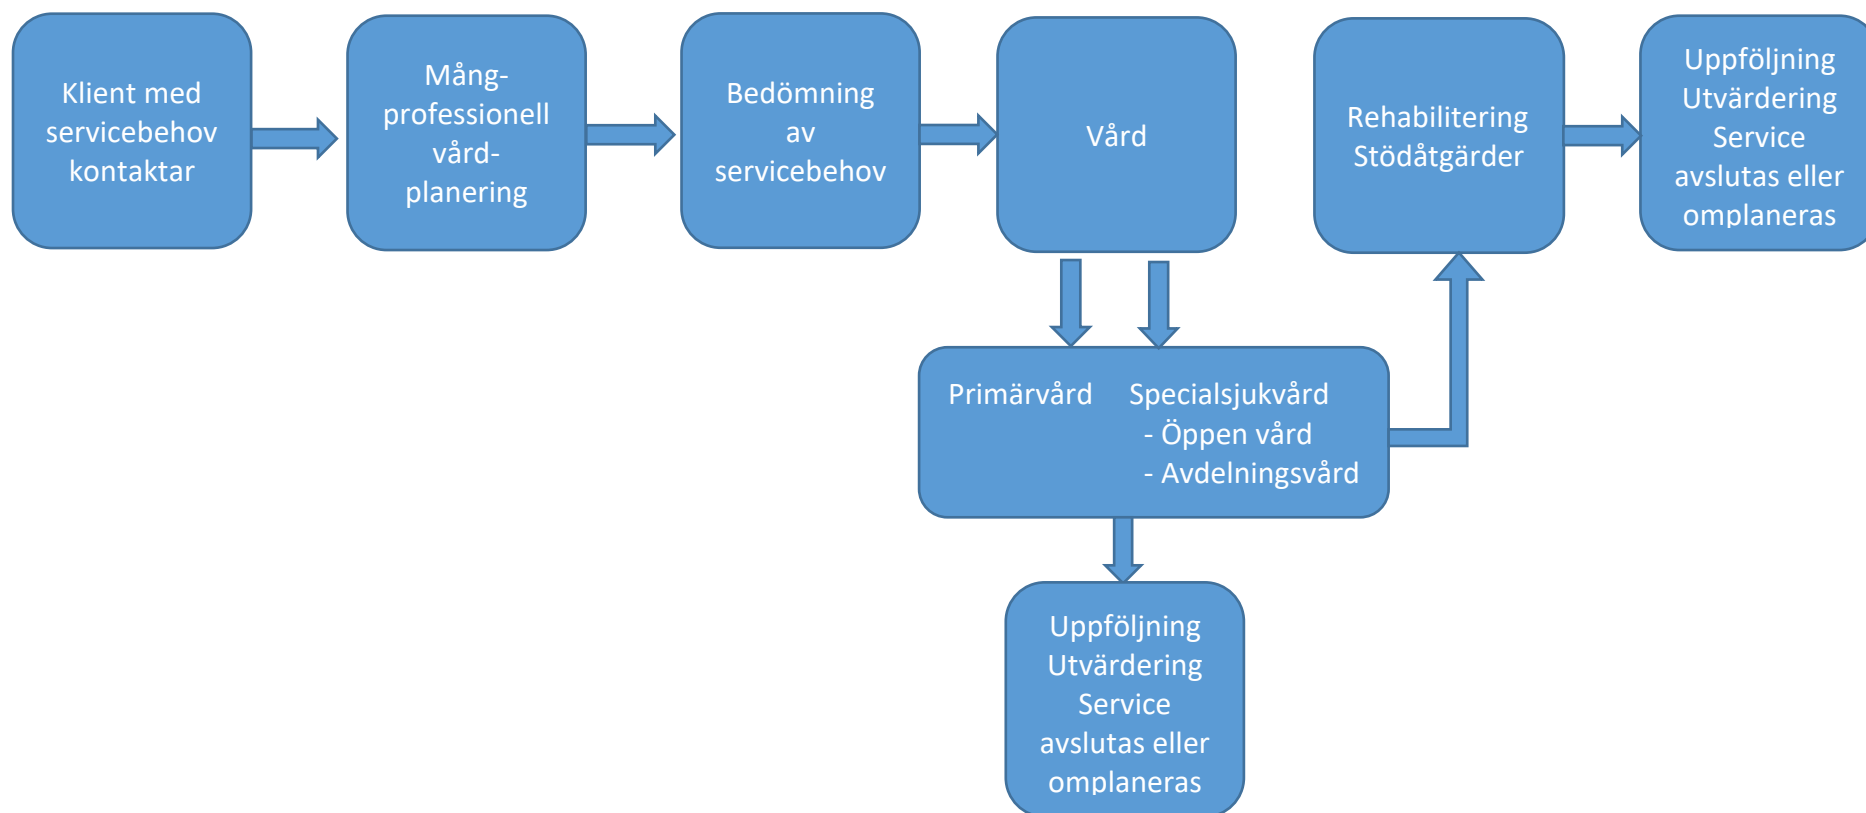 Klient med
servicebehov
kontaktar
Mång-
professionell
vård-
planering
Bedömning
av
servicebehov
Vård
Rehabilitering
Stödåtgärder
Uppföljning
Utvärdering
Service
avslutas eller
omplaneras
Primärvård Specialsjukvård
- Öppen vård
- Avdelningsvård
Uppföljning
Utvärdering
Service
avslutas eller
omplaneras